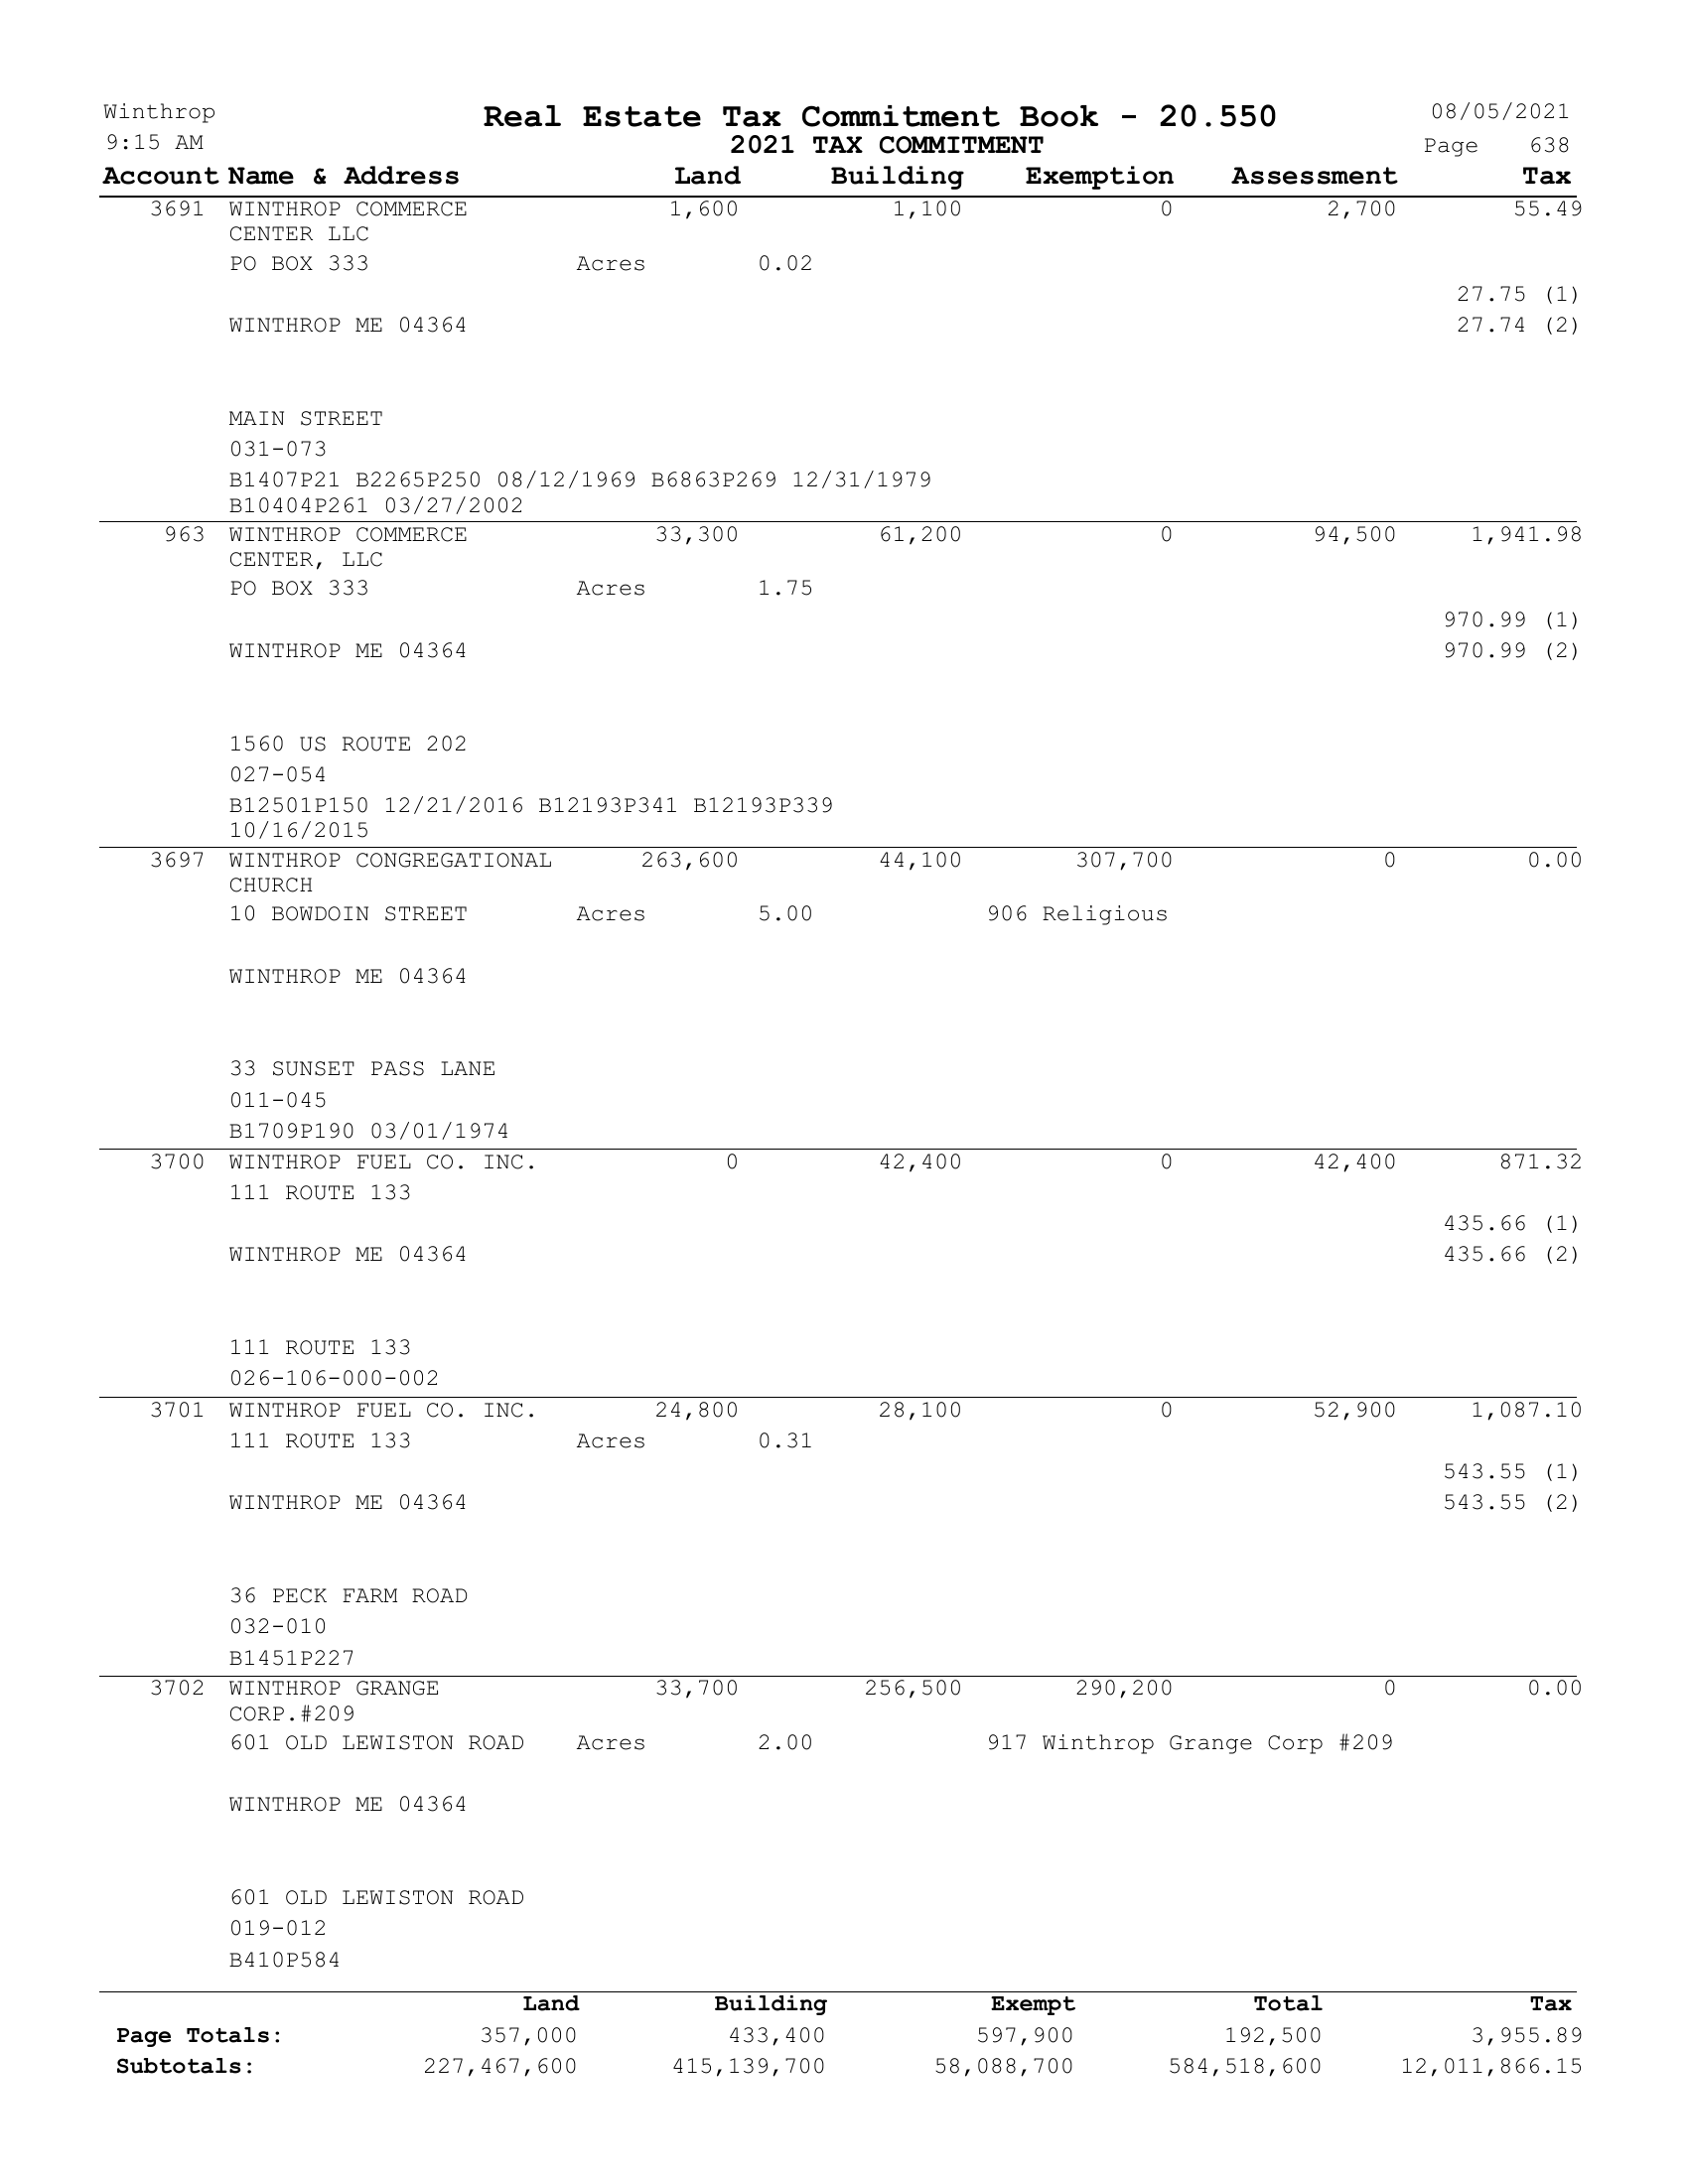 Winthrop Real Estate Tax Commitment Book - 20.550 08/05/2021
9:15 AM 2021 TAX COMMITMENT Page 638
Account Name & Address Land Building Exemption Assessment Tax
3691 WINTHROP COMMERCE 1,600 1,100 0 2,700 55.49
CENTER LLC
PO BOX 333 Acres 0.02
27.75 (1)
WINTHROP ME 04364 27.74 (2)
MAIN STREET
031-073
B1407P21 B2265P250 08/12/1969 B6863P269 12/31/1979
B10404P261 03/27/2002
963 WINTHROP COMMERCE 33,300 61,200 0 94,500 1,941.98
CENTER, LLC
PO BOX 333 Acres 1.75
970.99 (1)
WINTHROP ME 04364 970.99 (2)
1560 US ROUTE 202
027-054
B12501P150 12/21/2016 B12193P341 B12193P339
10/16/2015
3697 WINTHROP CONGREGATIONAL 263,600 44,100 307,700 0 0.00
CHURCH
10 BOWDOIN STREET Acres 5.00 906 Religious
WINTHROP ME 04364
33 SUNSET PASS LANE
011-045
B1709P190 03/01/1974
3700 WINTHROP FUEL CO. INC. 0 42,400 0 42,400 871.32
111 ROUTE 133
435.66 (1)
WINTHROP ME 04364 435.66 (2)
111 ROUTE 133
026-106-000-002
3701 WINTHROP FUEL CO. INC. 24,800 28,100 0 52,900 1,087.10
111 ROUTE 133 Acres 0.31
543.55 (1)
WINTHROP ME 04364 543.55 (2)
36 PECK FARM ROAD
032-010
B1451P227
3702 WINTHROP GRANGE 33,700 256,500 290,200 0 0.00
CORP.#209
601 OLD LEWISTON ROAD Acres 2.00 917 Winthrop Grange Corp #209
WINTHROP ME 04364
601 OLD LEWISTON ROAD
019-012
B410P584
Land Building Exempt Total Tax
Page Totals: 357,000 433,400 597,900 192,500 3,955.89
Subtotals: 227,467,600 415,139,700 58,088,700 584,518,600 12,011,866.15